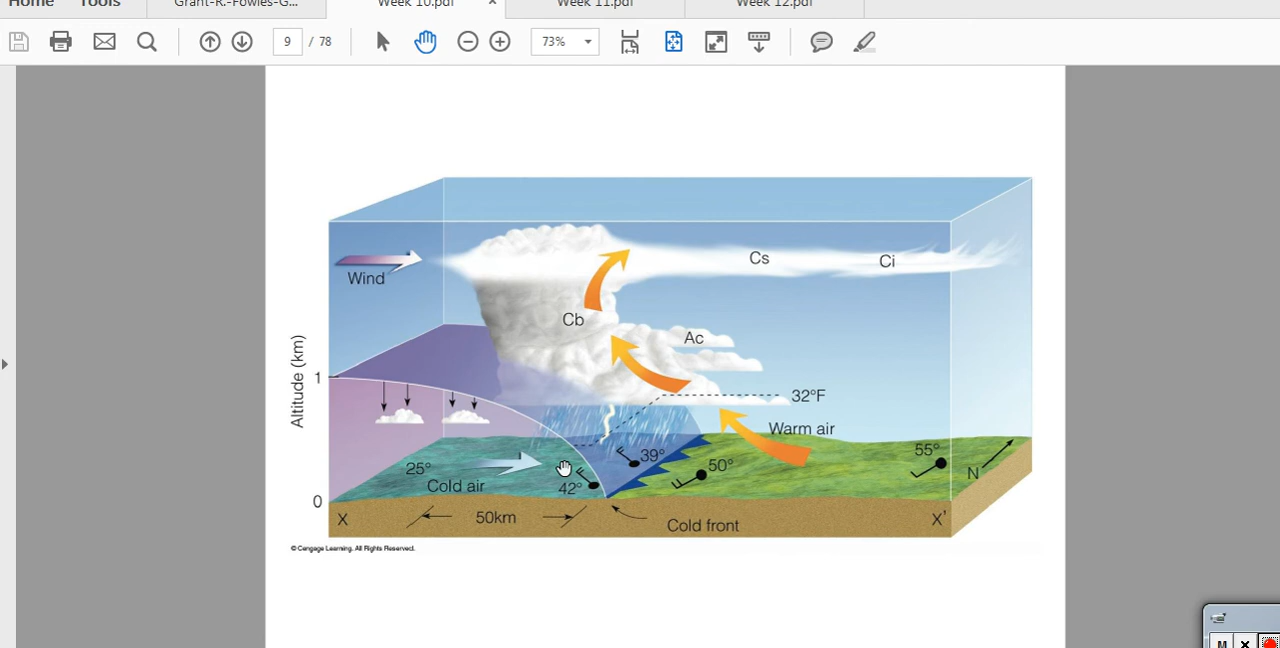 Home Tools Grant-R.-Fowles-G... Week 10.pdf × Week 11.pdf Week 12.pdf
9 / 78 73%
Wind
Cs
Ci
Cb
Ac
Altitude (km)
1
32°F
Warm air
55°
39°
50°
25°
Cold air
42°
N
0
X
50km
Cold front
X'
© Cengage Learning. All Rights Reserved.
M X